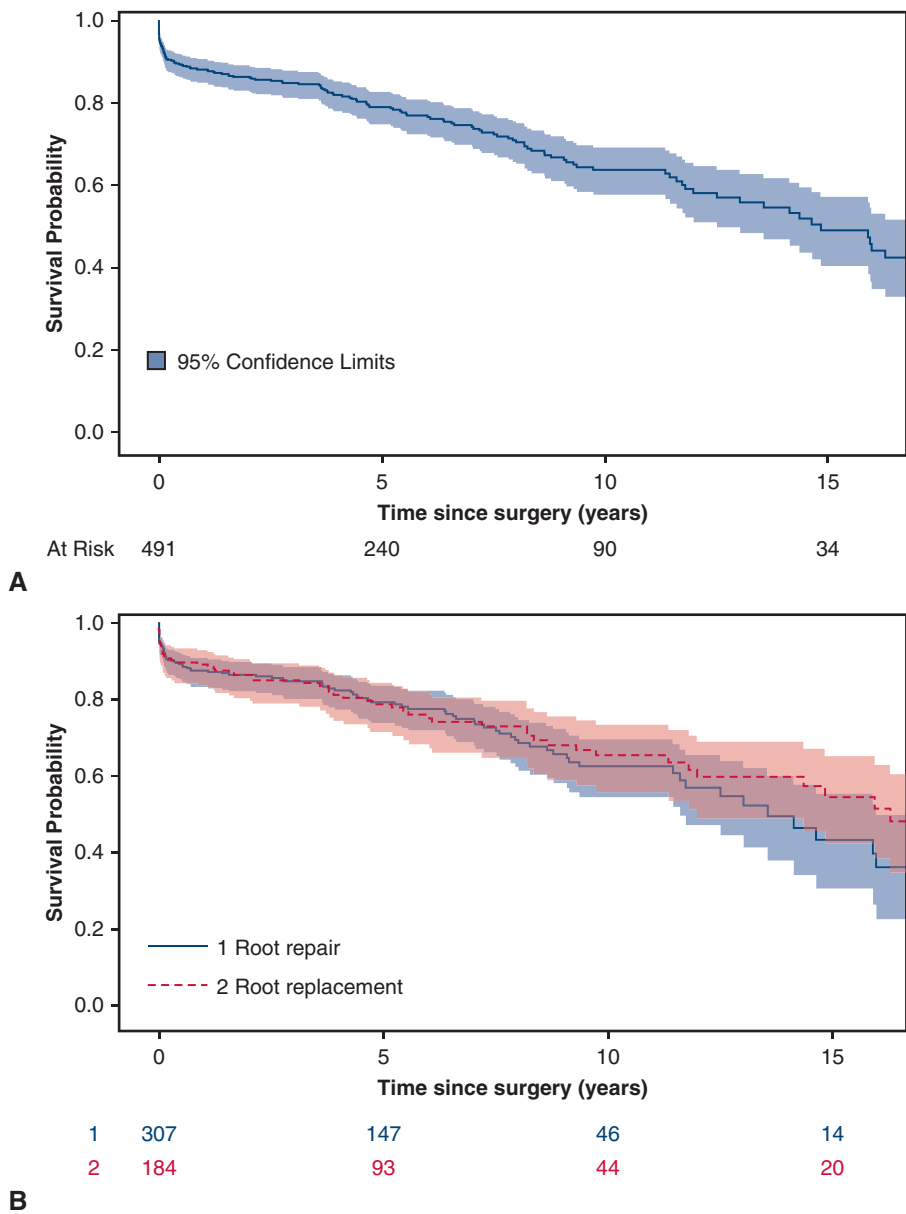 1.0
0.8
0.6
0.4
0.2
0.0
Survival Probability
95% Confidence Limits
0 5 10 15
Time since surgery (years)
At Risk 491 240 90 34
A
1.0
0.8
0.6
0.4
0.2
0.0
Survival Probability
1 Root repair
2 Root replacement
0 5 10 15
Time since surgery (years)
1 307 147 46 14
2 184 93 44 20
B